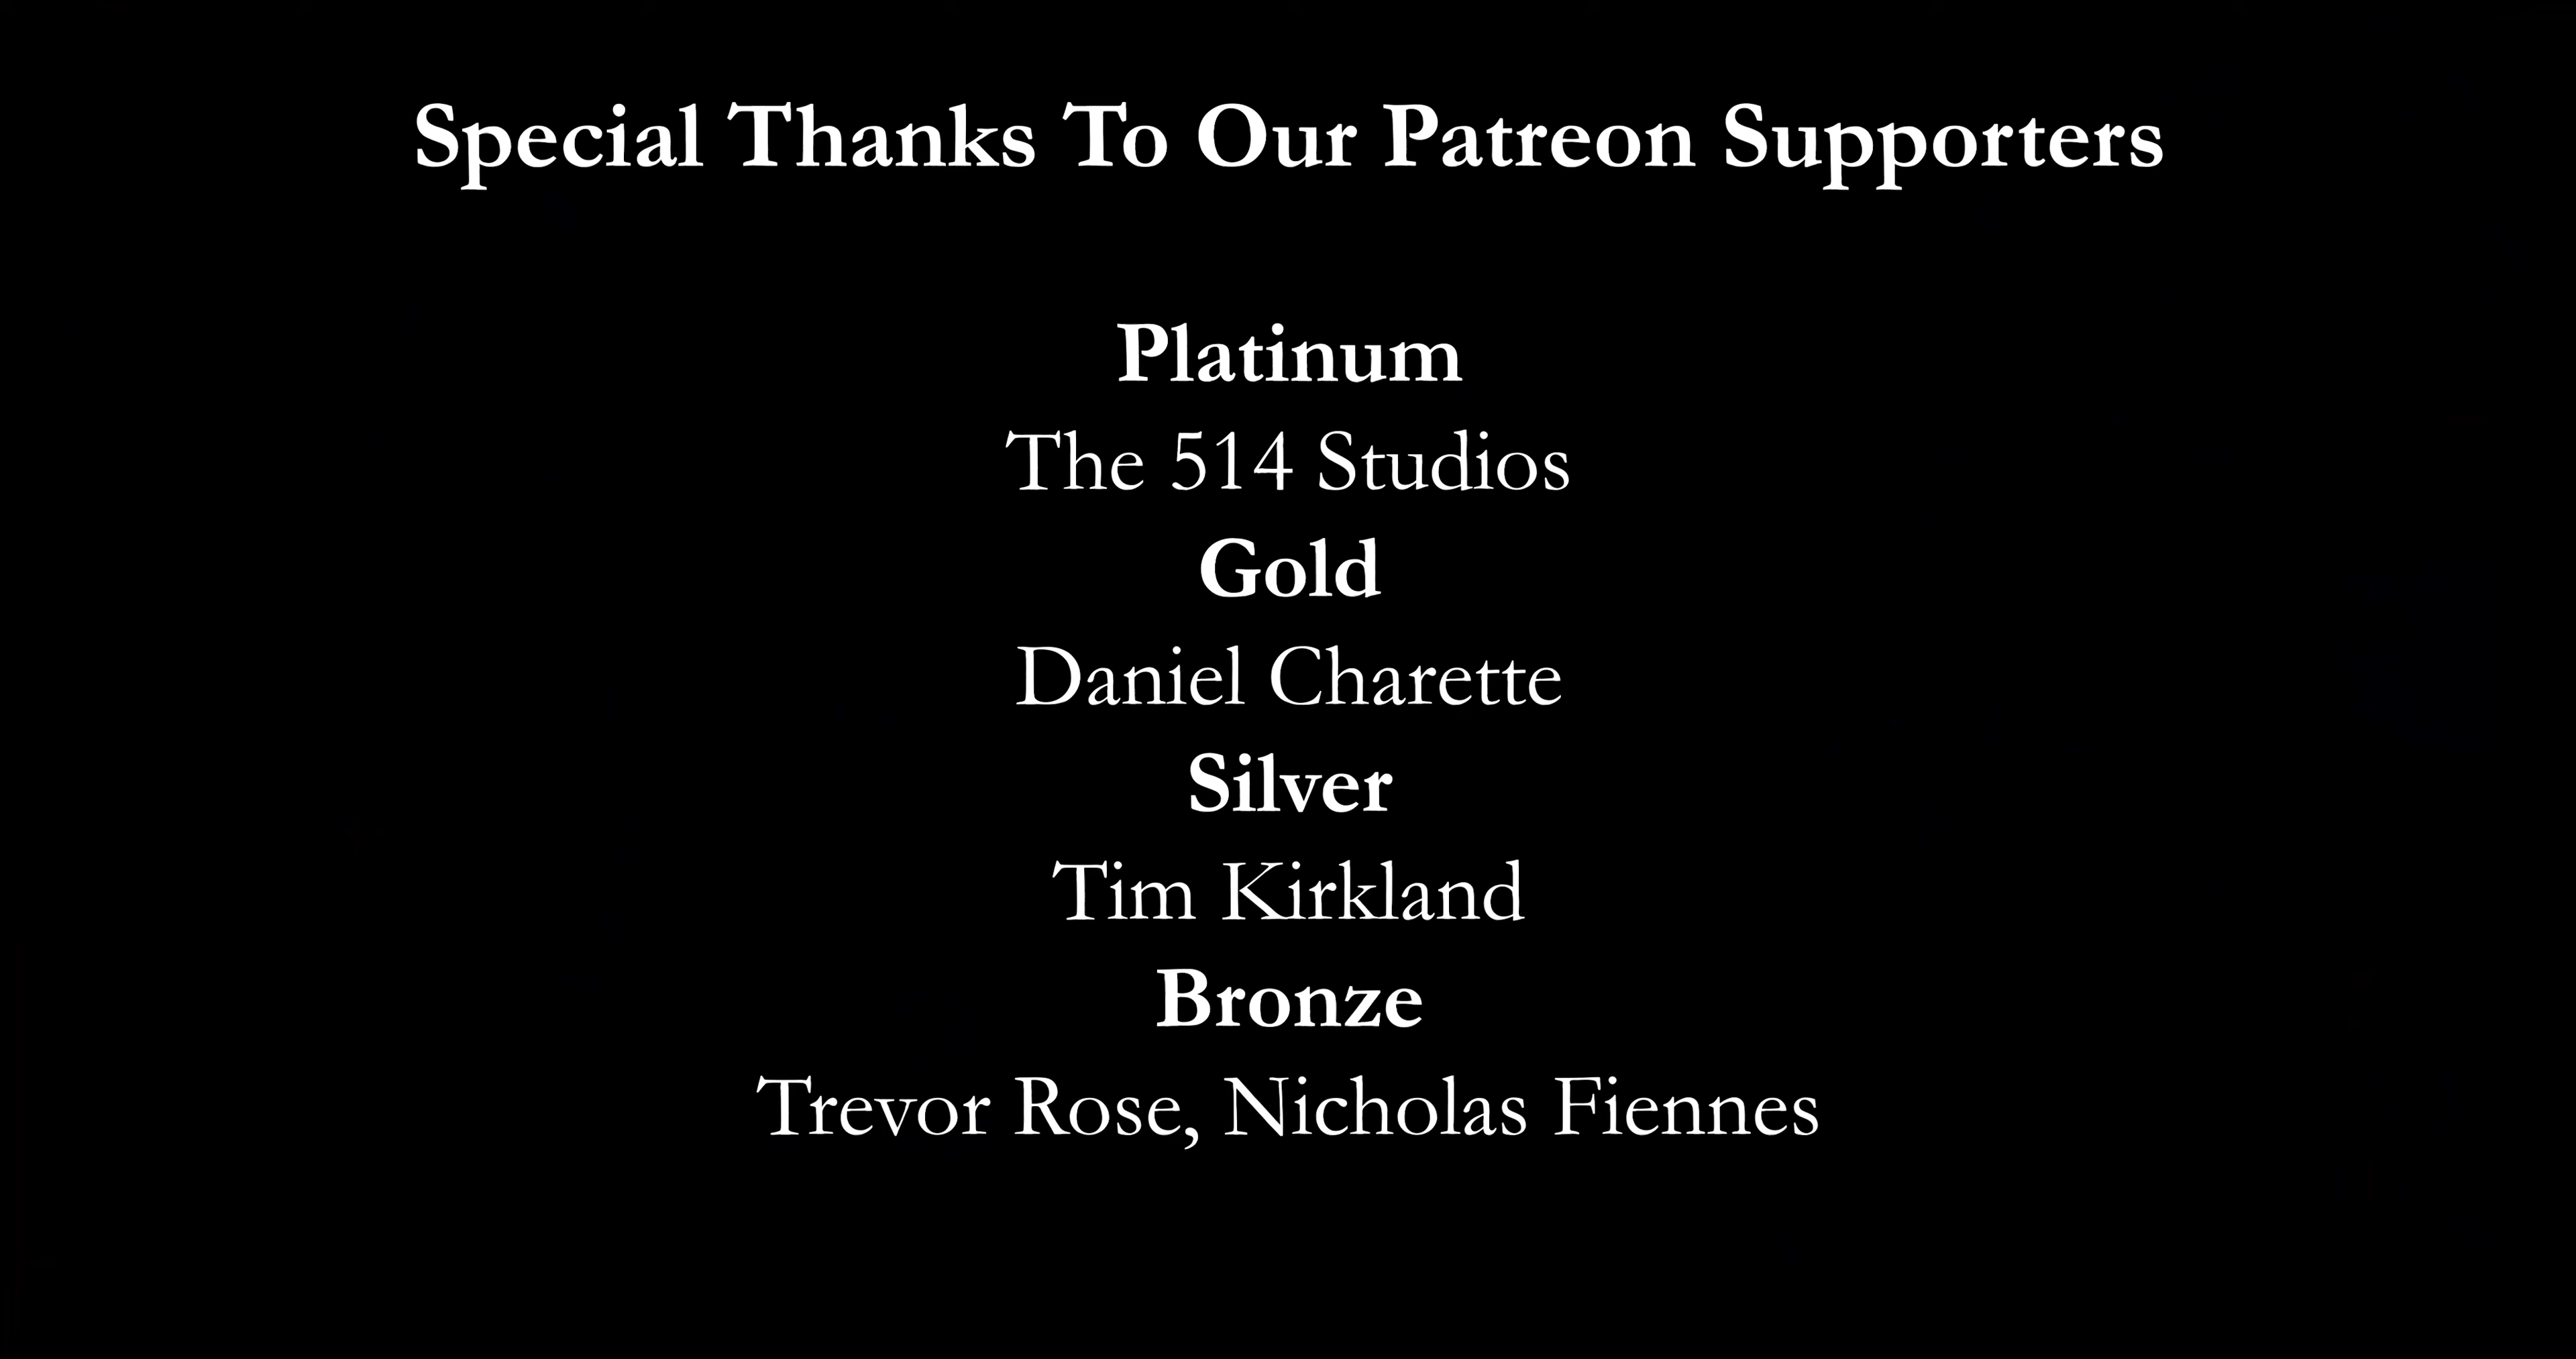 Special Thanks To Our Patreon Supporters
Platinum
The 514 Studios
Gold
Daniel Charette
Silver
Tim Kirkland
Bronze
Trevor Rose, Nicholas Fiennes